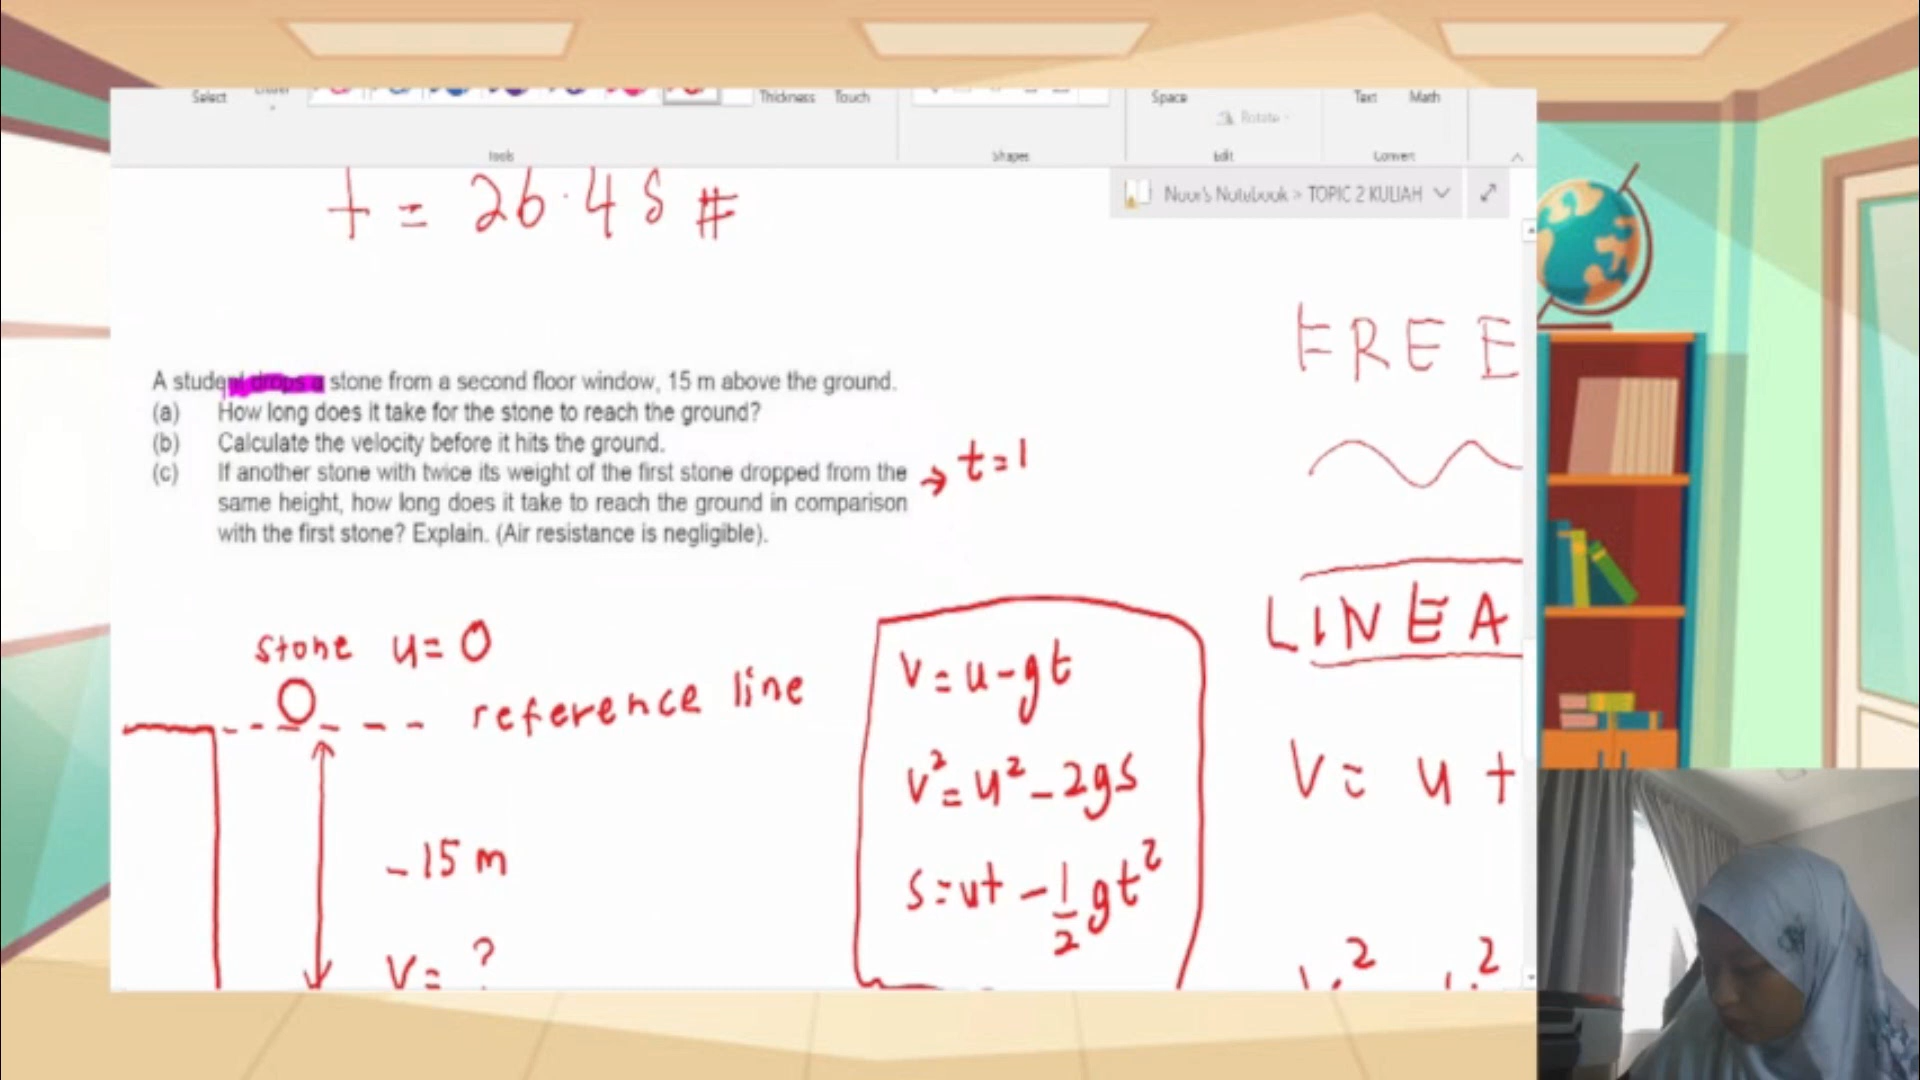 Select
Thickness Touch
Space
Text Math
Rotate
Tools
Shapes
Edit
Convert
Noor's Notebook > TOPIC 2 KULIAH
t = 26.4 s #
FREE
A student drops a stone from a second floor window, 15 m above the ground.
(a) How long does it take for the stone to reach the ground?
(b) Calculate the velocity before it hits the ground.
(c) If another stone with twice its weight of the first stone dropped from the
same height, how long does it take to reach the ground in comparison
with the first stone? Explain. (Air resistance is negligible).
→ t=1
LINEA
stone u=0
reference line
-15 m
v= ?
v=u-gt
v²=u²-2gs
s=ut-½gt²
v= u +